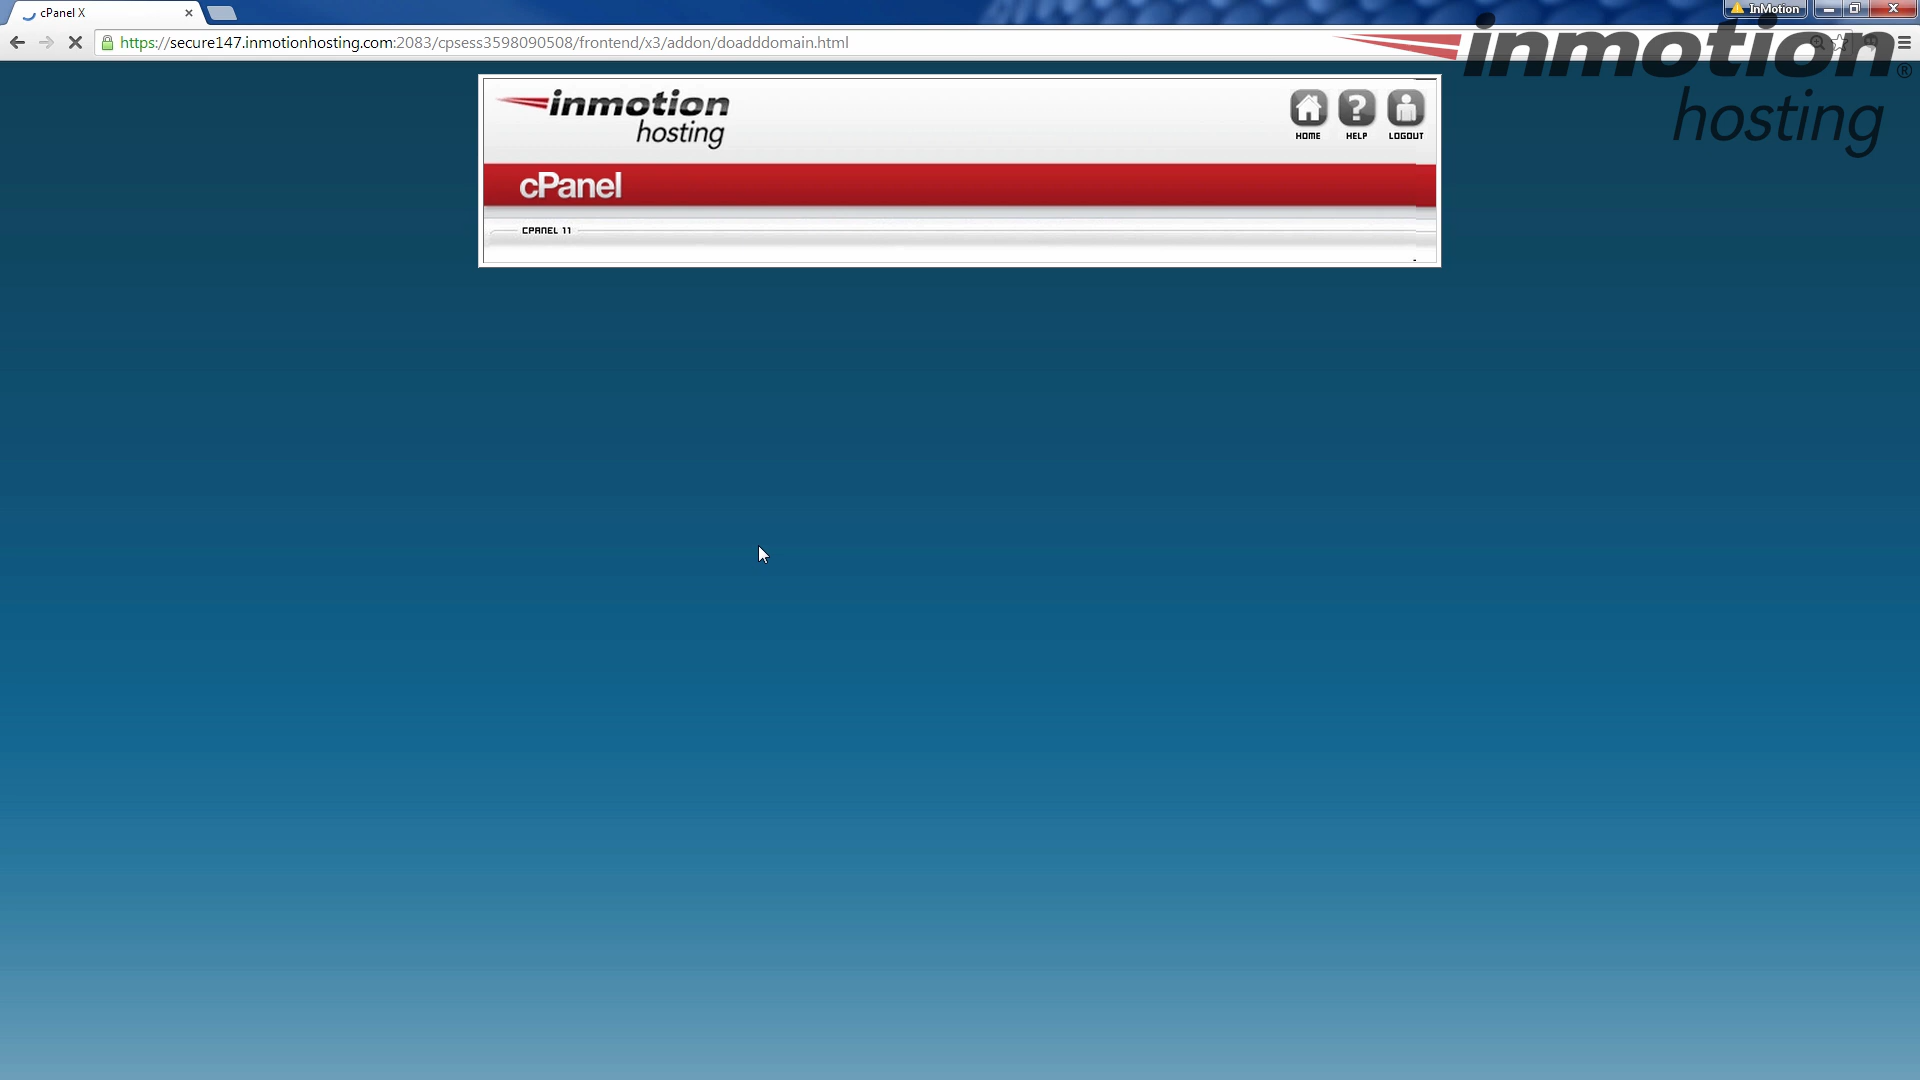 cPanel X
InMotion
https://secure147.inmotionhosting.com:2083/cpsess3598090508/frontend/x3/addon/doadddomain.html
inmotion®
hosting
inmotion
hosting
HOME
HELP
LOGOUT
cPanel
CPANEL 11